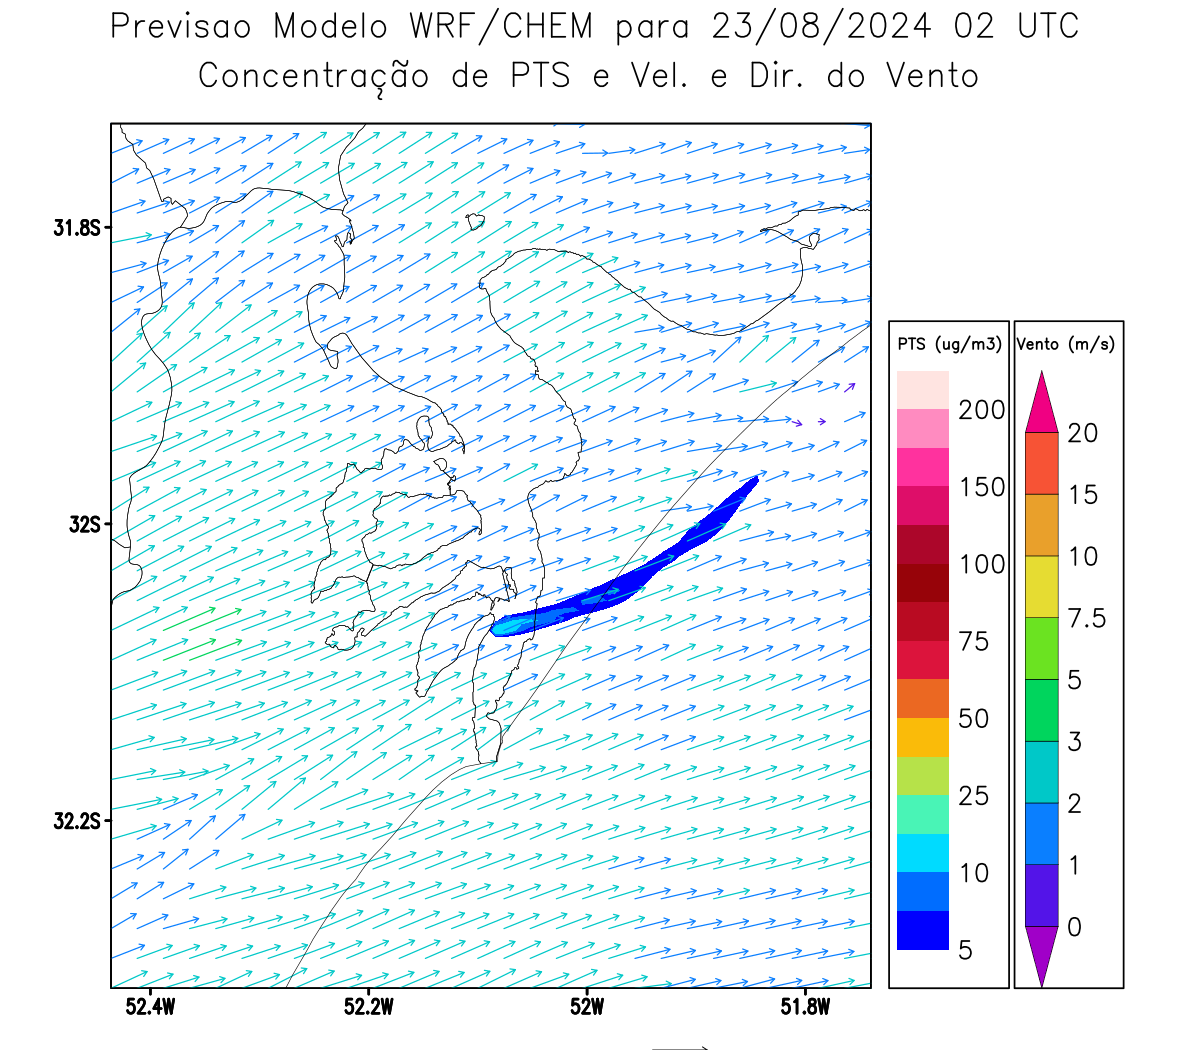 Previsao Modelo WRF/CHEM para 23/08/2024 02 UTC
Concentração de PTS e Vel. e Dir. do Vento
31.8S
32S
32.2S
52.4W
52.2W
52W
51.8W
PTS (ug/m3)
200
150
100
75
50
25
10
5
Vento (m/s)
20
15
10
7.5
5
3
2
1
0